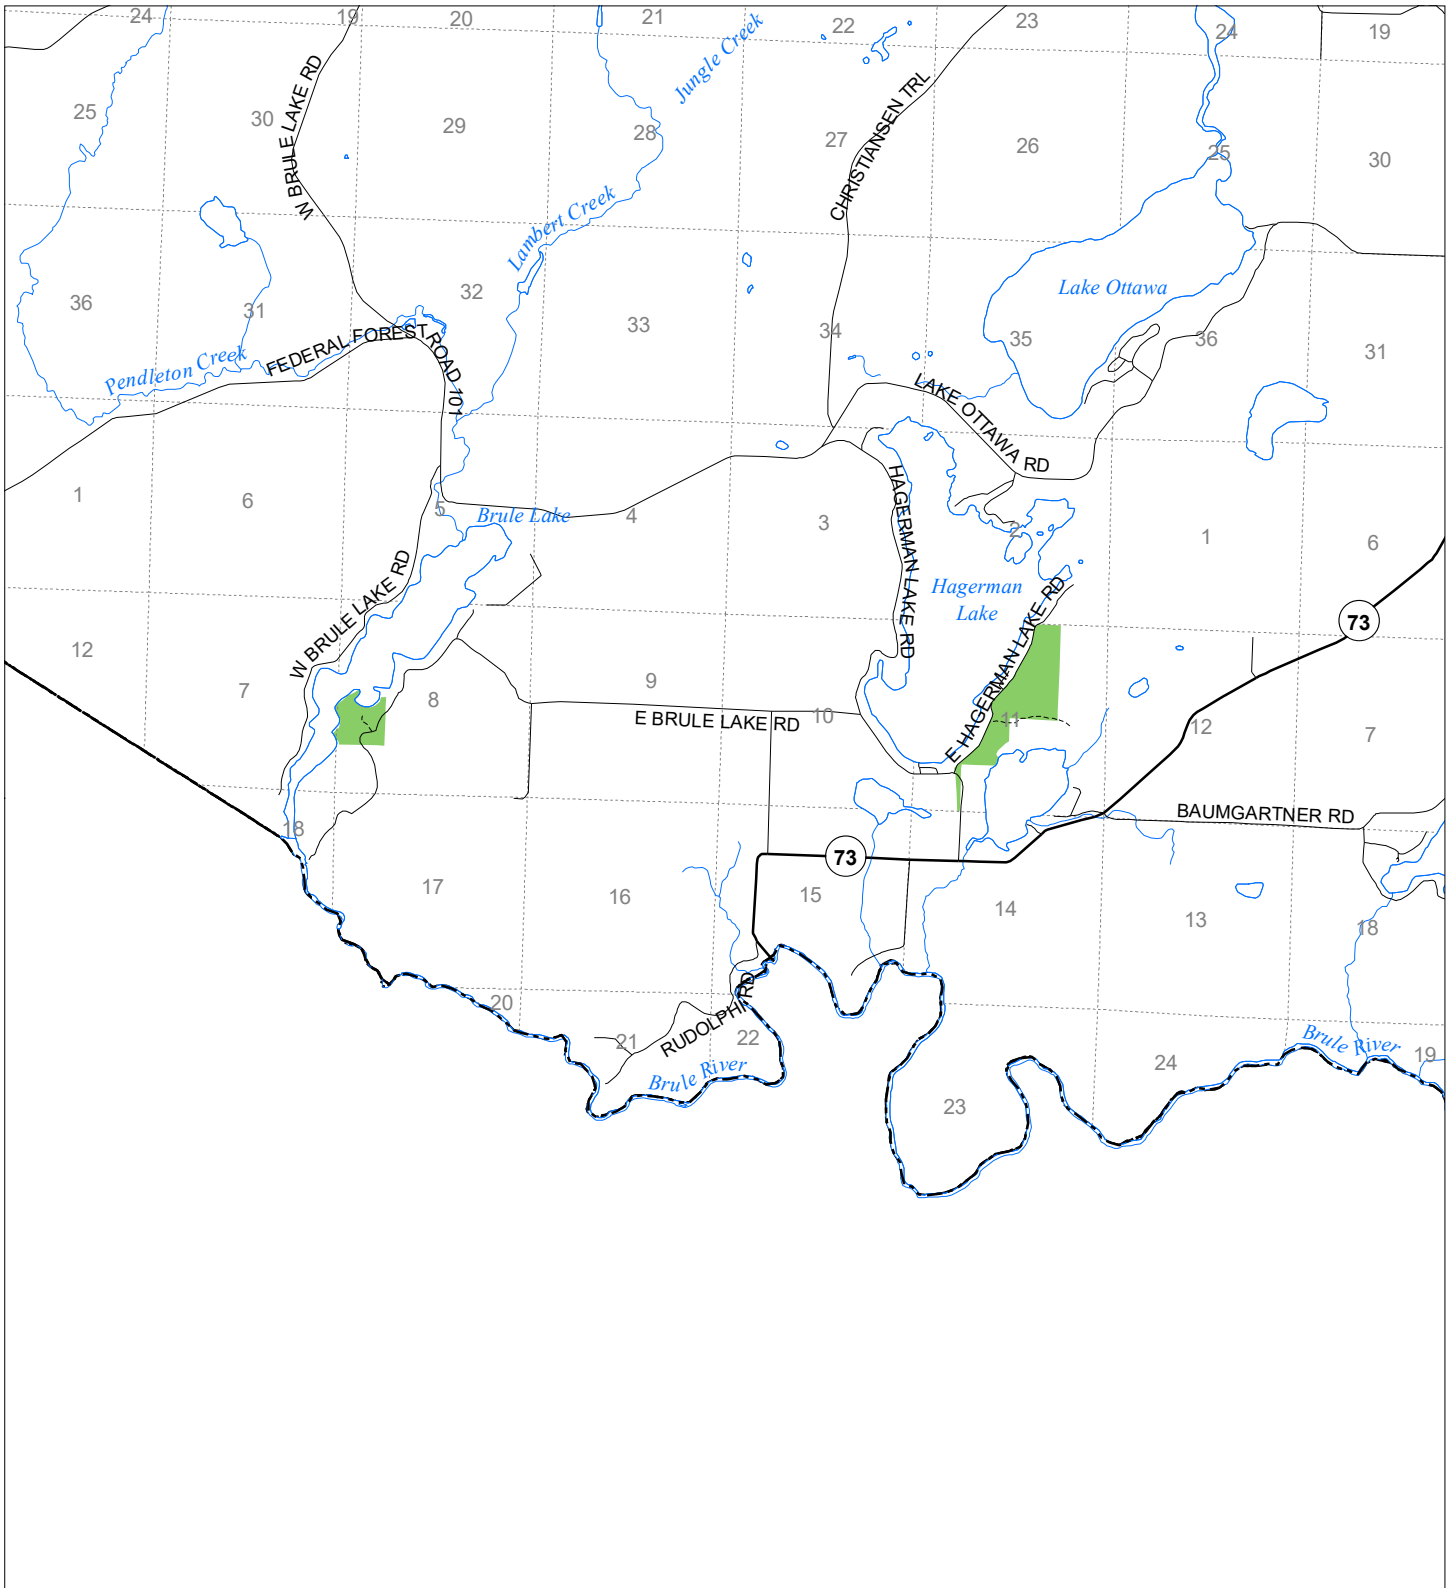 24
19
20
21
22
23
24
19
Jungle Creek
W BRULE LAKE RD
CHRISTIANSEN TRL
25
30
29
28
27
26
25
30
Lambert Creek
36
31
32
33
34
35
36
31
Lake Ottawa
Pendleton Creek
FEDERAL FOREST ROAD 101
LAKE OTTAWA RD
1
6
5
Brule Lake
4
3
2
1
6
HAGERMAN LAKE RD
Hagerman
Lake
W BRULE LAKE RD
E HAGERMAN LAKE RD
73
12
7
8
9
E BRULE LAKE RD
10
11
12
7
18
BAUMGARTNER RD
73
17
16
15
14
13
18
20
21
RUDOLPHI RD
22
Brule River
23
24
Brule River
19